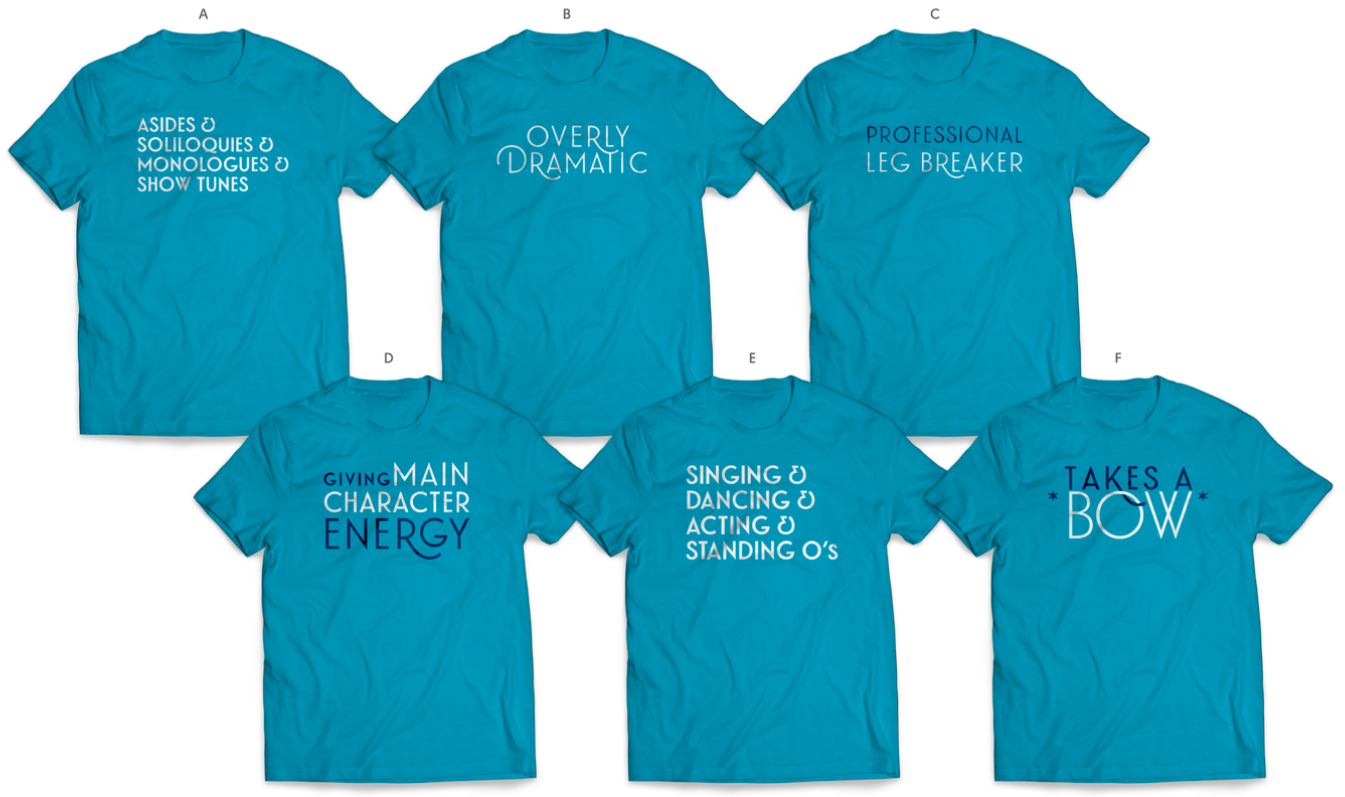 A
B
C
ASIDES &
SOLILOQUIES &
MONOLOGUES &
SHOW TUNES
OVERLY
DRAMATIC
PROFESSIONAL
LEG BREAKER
D
E
F
GIVING MAIN
CHARACTER
ENERGY
SINGING &
DANCING &
ACTING &
STANDING O's
TAKES A
*BOW*